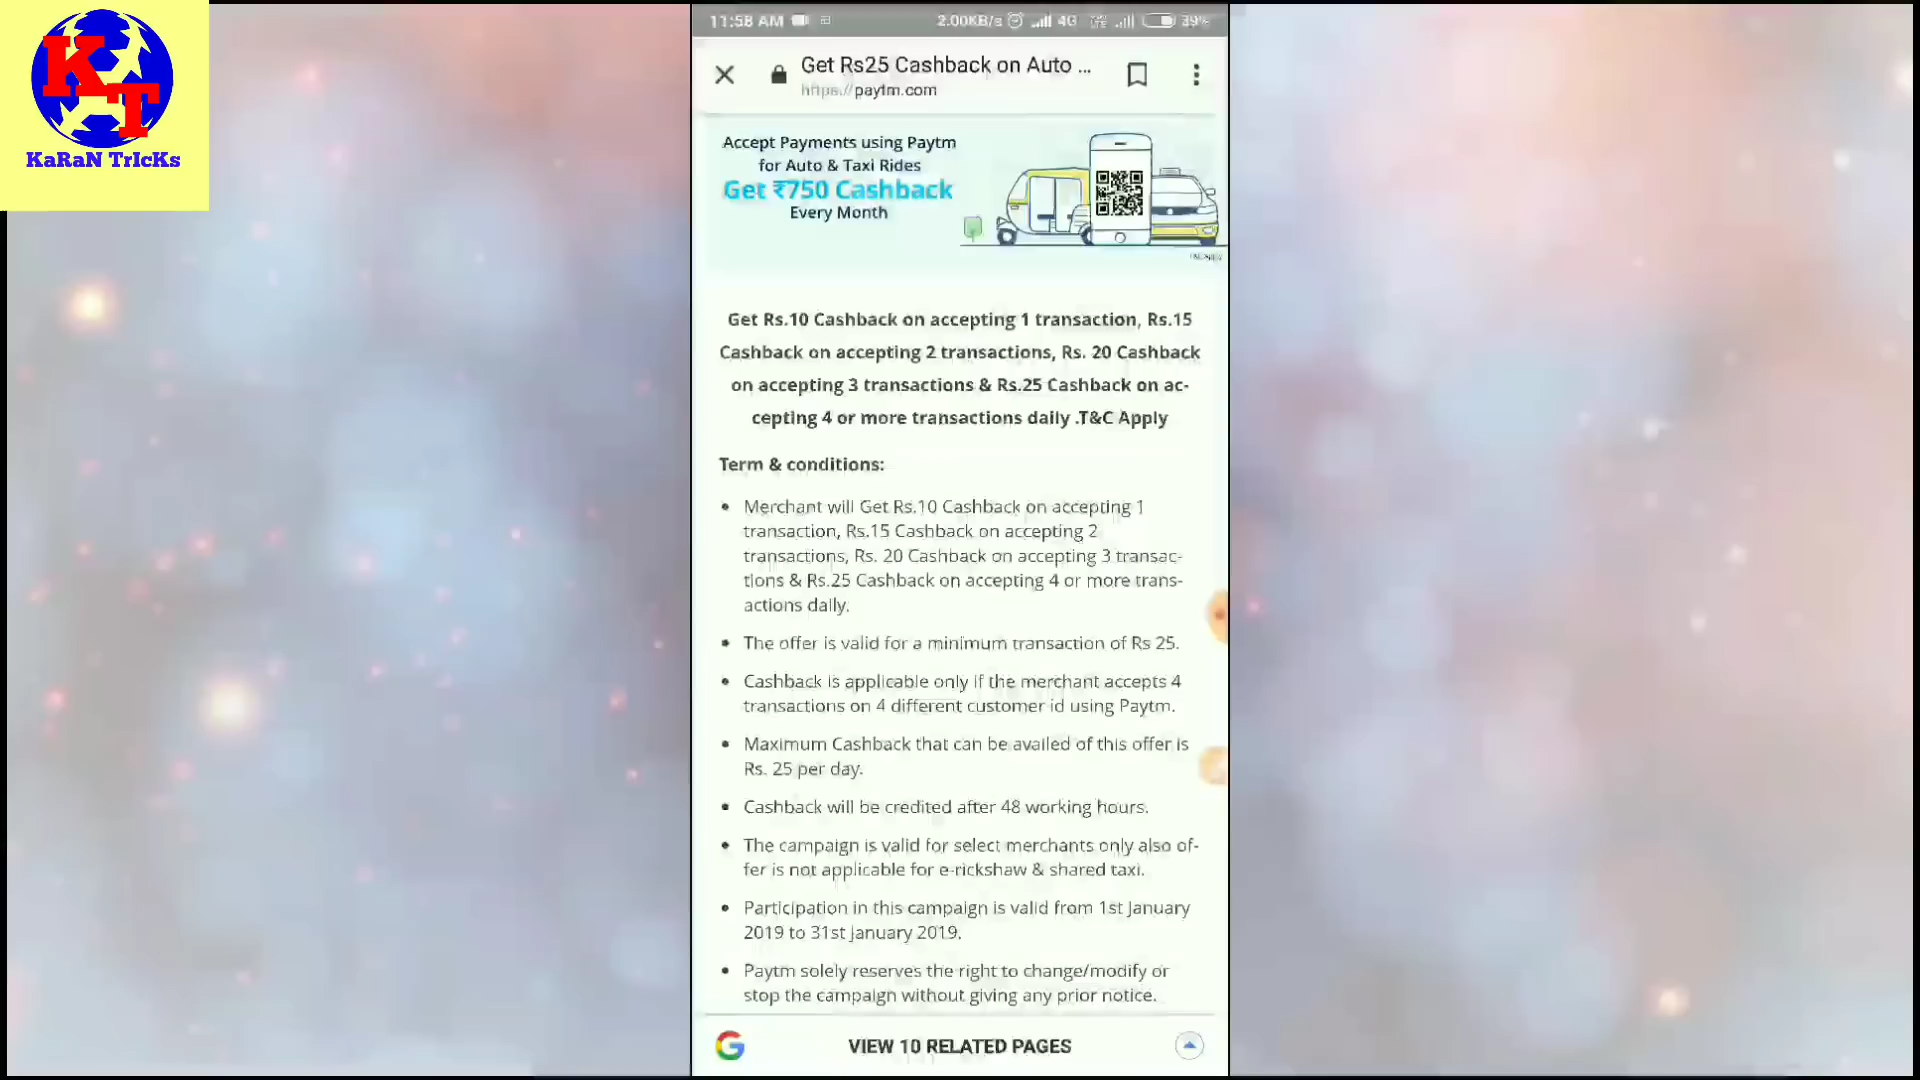 KT
KaRaN TrIcKs
11:58 AM
2.00KB/s
4G
39%
Get Rs25 Cashback on Auto ...
https://paytm.com
Accept Payments using Paytm
for Auto & Taxi Rides
Get ₹750 Cashback
Every Month
Get Rs.10 Cashback on accepting 1 transaction, Rs.15
Cashback on accepting 2 transactions, Rs. 20 Cashback
on accepting 3 transactions & Rs.25 Cashback on ac-
cepting 4 or more transactions daily .T&C Apply
Term & conditions:
• Merchant will Get Rs.10 Cashback on accepting 1
transaction, Rs.15 Cashback on accepting 2
transactions, Rs. 20 Cashback on accepting 3 transac-
tions & Rs.25 Cashback on accepting 4 or more trans-
actions daily.
• The offer is valid for a minimum transaction of Rs 25.
• Cashback is applicable only if the merchant accepts 4
transactions on 4 different customer id using Paytm.
• Maximum Cashback that can be availed of this offer is
Rs. 25 per day.
• Cashback will be credited after 48 working hours.
• The campaign is valid for select merchants only also of-
fer is not applicable for e-rickshaw & shared taxi.
• Participation in this campaign is valid from 1st January
2019 to 31st January 2019.
• Paytm solely reserves the right to change/modify or
stop the campaign without giving any prior notice.
VIEW 10 RELATED PAGES